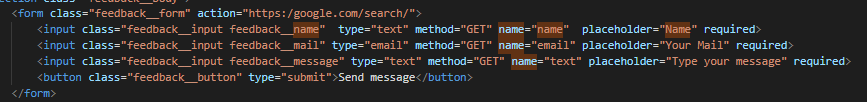 <form class="feedback__form" action="https:/google.com/search/">
<input class="feedback__input feedback__name"  type="text" method="GET" name="name"  placeholder="Name" required>
<input class="feedback__input feedback__mail" type="email" method="GET" name="email" placeholder="Your Mail" required>
<input class="feedback__input feedback__message" type="text" method="GET" name="text" placeholder="Type your message" required>
<button class="feedback__button" type="submit">Send message</button>
</form>